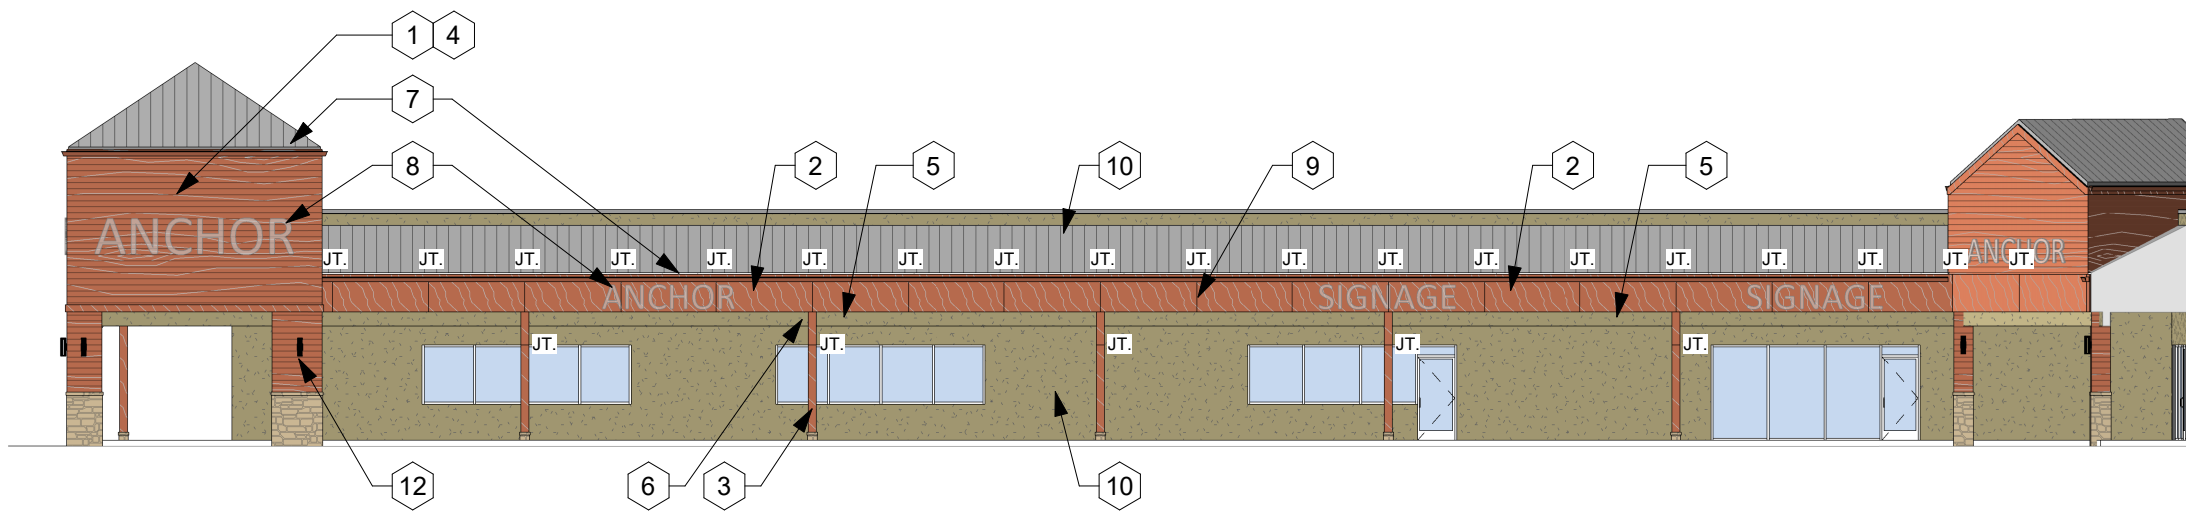 1 4
7
8 2 5 10 9 2 5
ANCHOR ANCHOR
JT. JT. JT. JT. JT. JT. JT. JT. JT. JT. JT. JT. JT. JT. JT. JT. JT. JT. JT.
ANCHOR SIGNAGE SIGNAGE
JT. JT. JT. JT. JT.
12 6 3 10